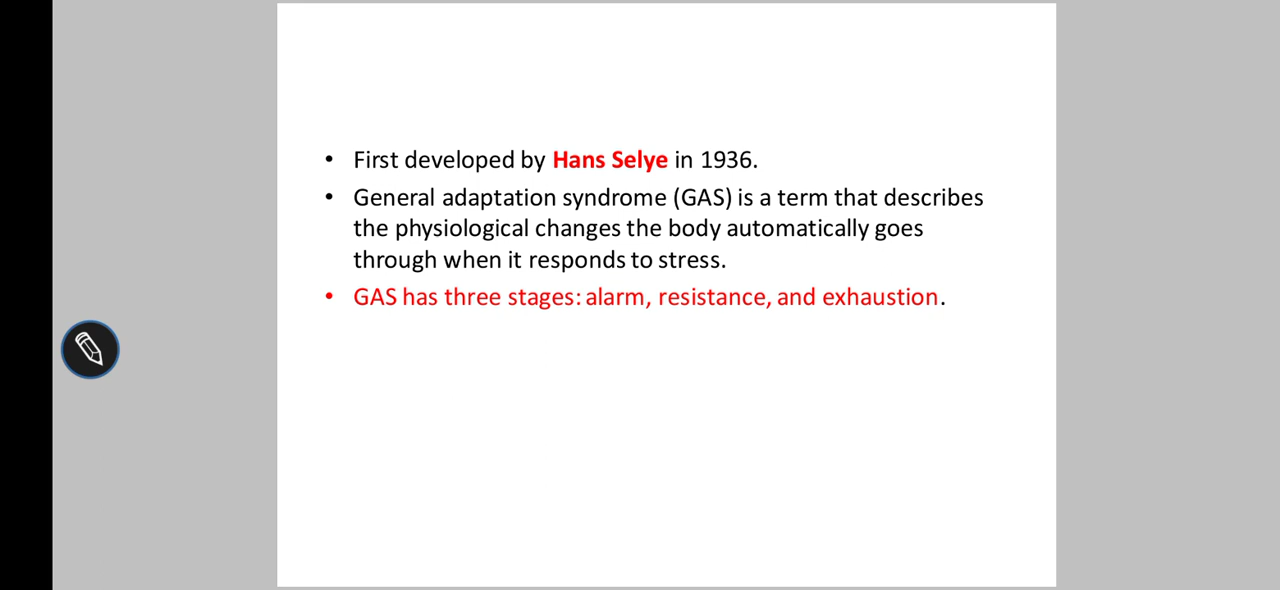 • First developed by Hans Selye in 1936.
• General adaptation syndrome (GAS) is a term that describes
the physiological changes the body automatically goes
through when it responds to stress.
• GAS has three stages: alarm, resistance, and exhaustion.